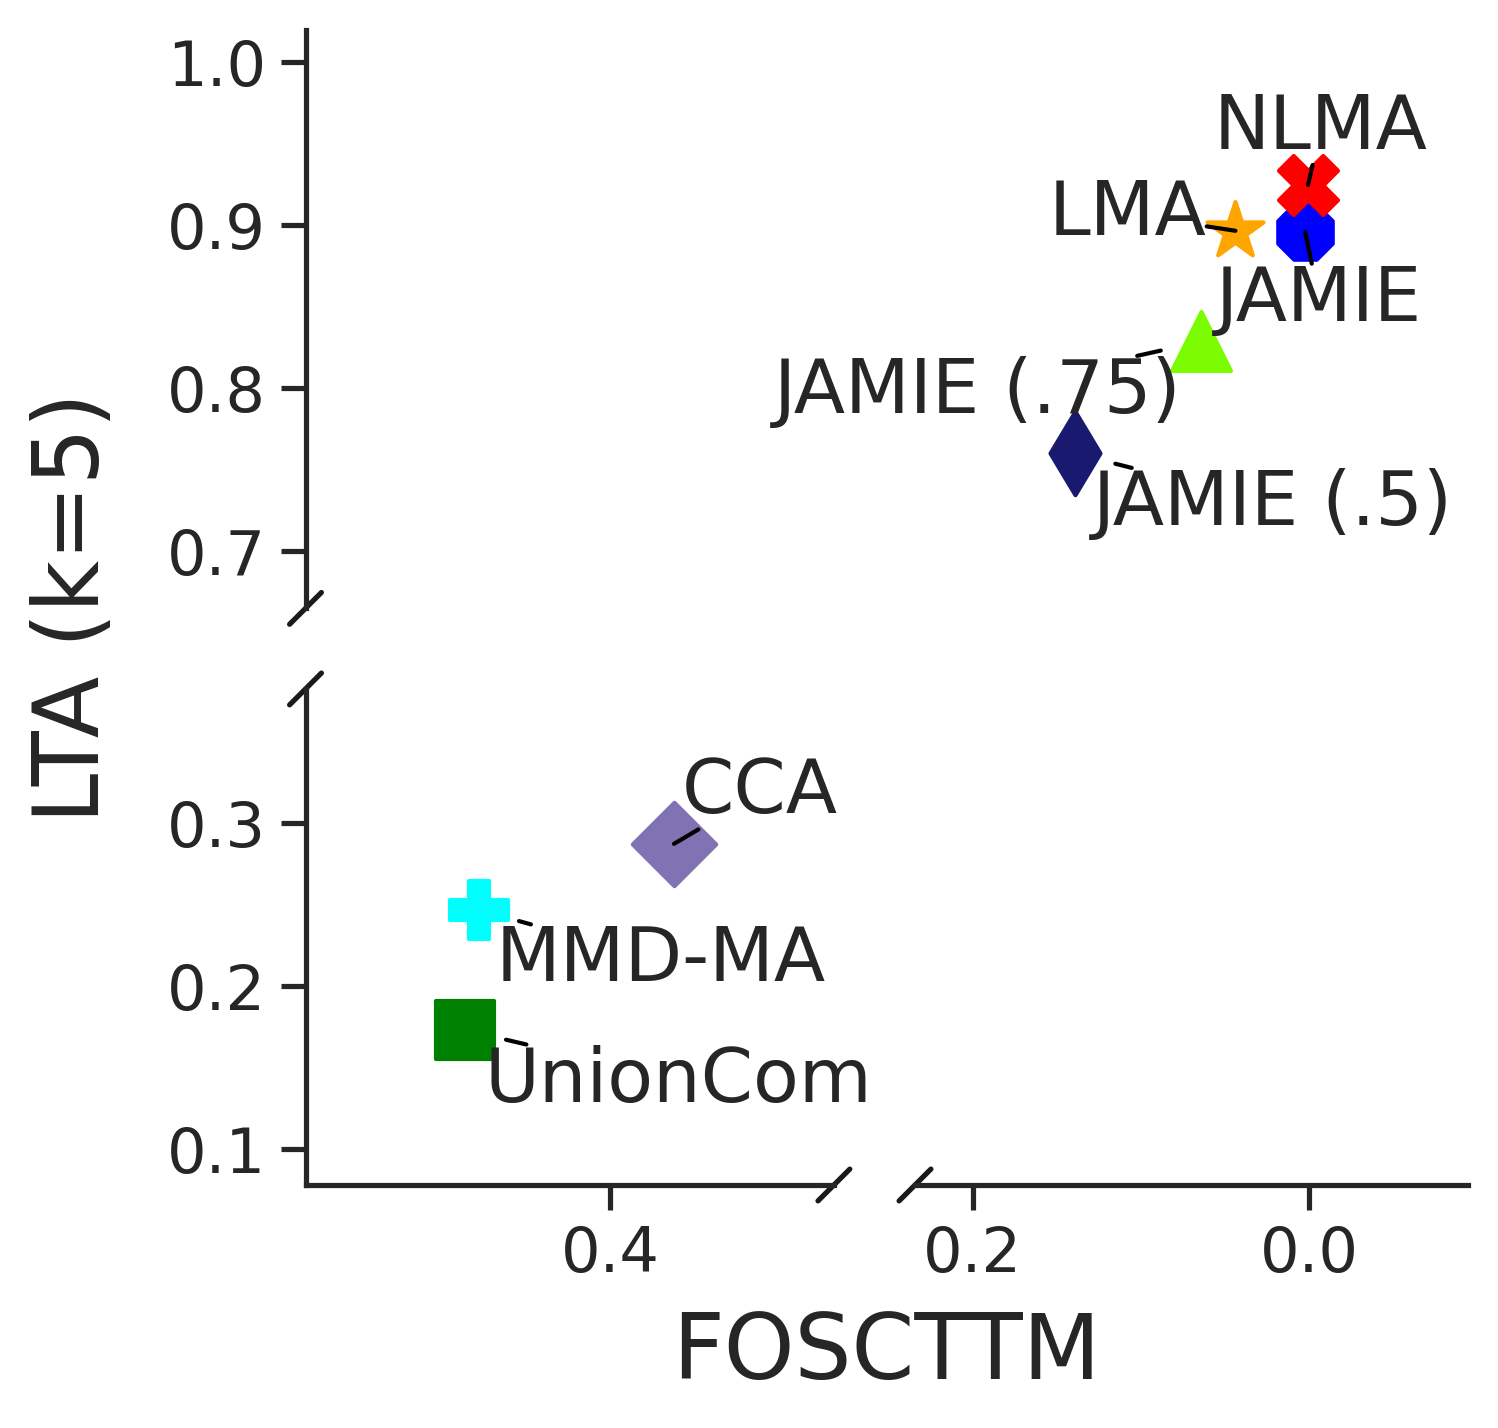 1.0
NLMA
LMA
0.9
JAMIE
JAMIE (.75)
0.8
JAMIE (.5)
0.7
LTA (k=5)
CCA
0.3
MMD-MA
0.2
UnionCom
0.1
0.4
0.2
0.0
FOSCTTM